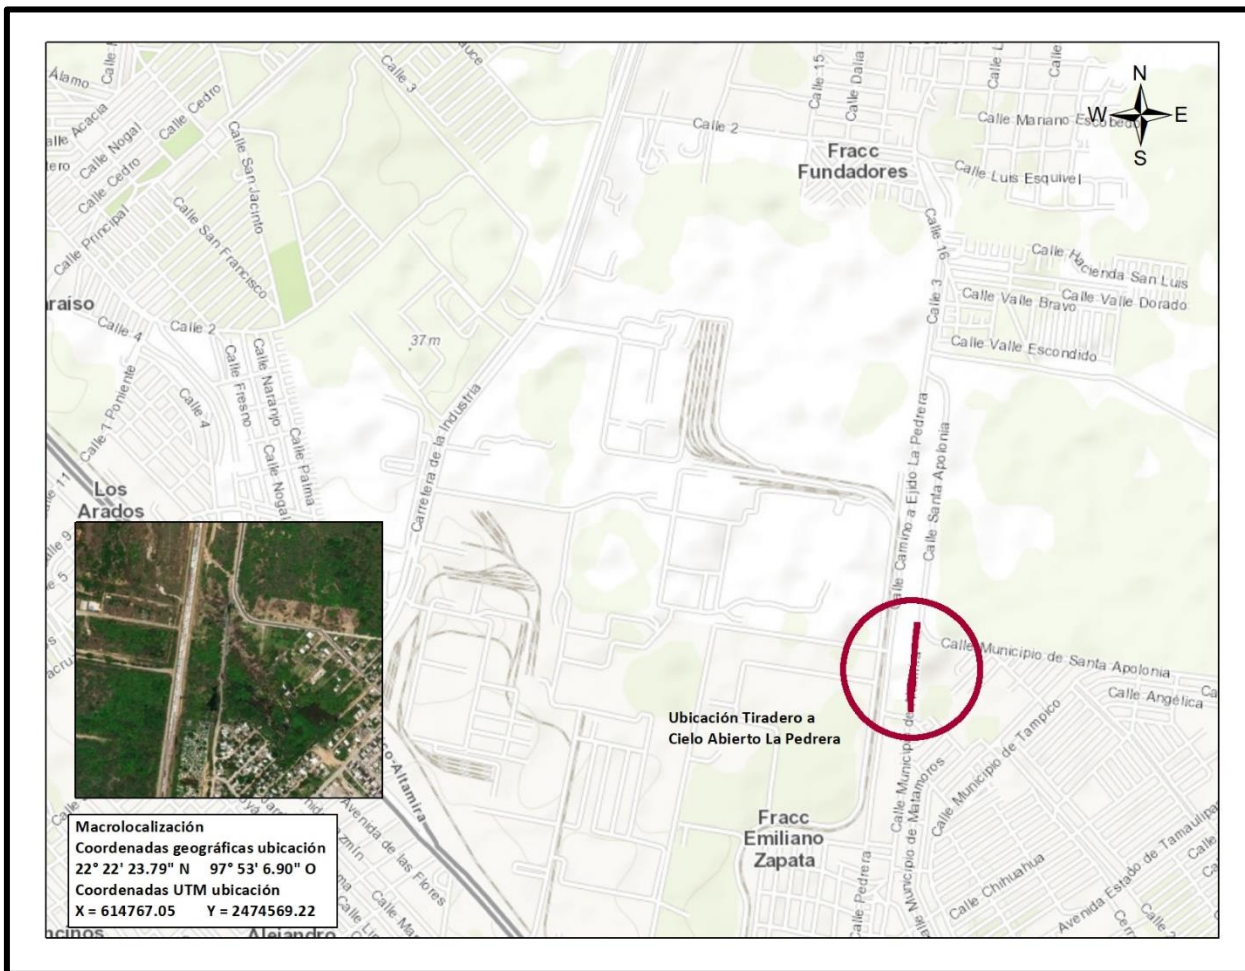 N
W
E
S
Álamo
Calle Acacia
Calle Nogal
Calle Cedro
Calle Cedro
Calle Principal
Calle San Jacinto
Calle San Francisco
Calle 3
Calle 2
Calle 15
Calle Dalia
Calle Mariano Escobedo
Fracc
Fundadores
Calle Luis Esquivel
Calle 16
Calle Hacienda San Luis
Calle 3
Calle Valle Bravo
Calle Valle Dorado
Calle Valle Escondido
raiso
Calle 4
Calle 2
37 m
Calle 1 Poniente
Calle 4
Calle Fresno
Calle Naranjo
Calle Nogal
Calle Palma
Carretera de la Industria
Calle Camino a Ejido La Pedrera
Calle Santa Apolonia
Los
Arados
Calle Municipio de Santa Apolonia
Calle Angélica
Ubicación Tiradero a
Cielo Abierto La Pedrera
Calle Municipio de
Calle Municipio de Matamoros
Calle Municipio de Tampico
Calle Chihuahua
Avenida Estado de Tamaulipas
Fracc
Emiliano
Zapata
Calle Pedrera
co-Altamira
Avenida de las Flores
Macrolocalización
Coordenadas geográficas ubicación
22° 22' 23.79" N 97° 53' 6.90" O
Coordenadas UTM ubicación
X = 614767.05 Y = 2474569.22
ncinos
Alejandro